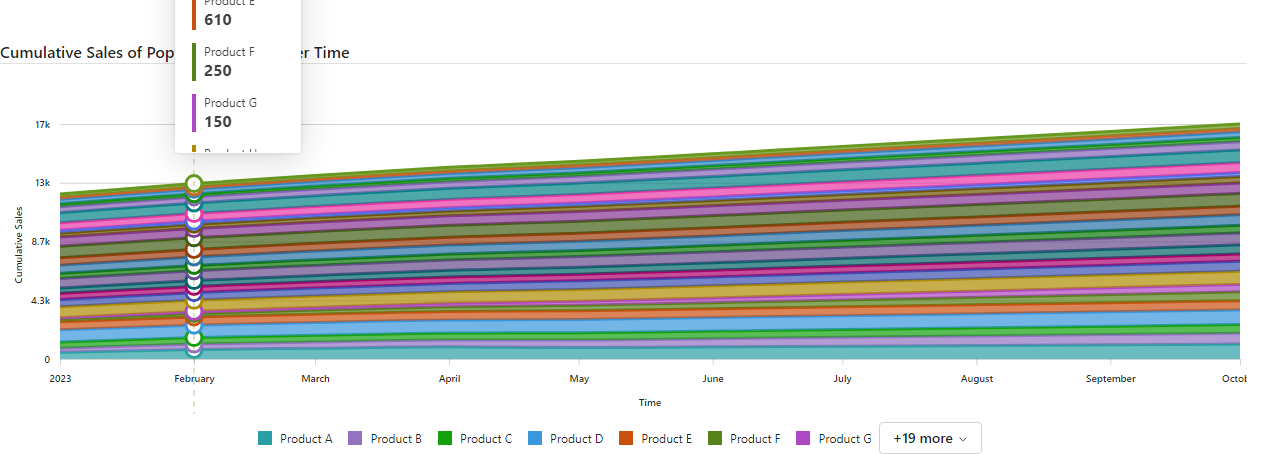 Product E
610
Cumulative Sales of Pop
er Time
Product F
250
Product G
150
17k
13k
8.7k
4.3k
0
Cumulative Sales
2023 February March April May June July August September Octob
Time
Product A Product B Product C Product D Product E Product F Product G +19 more